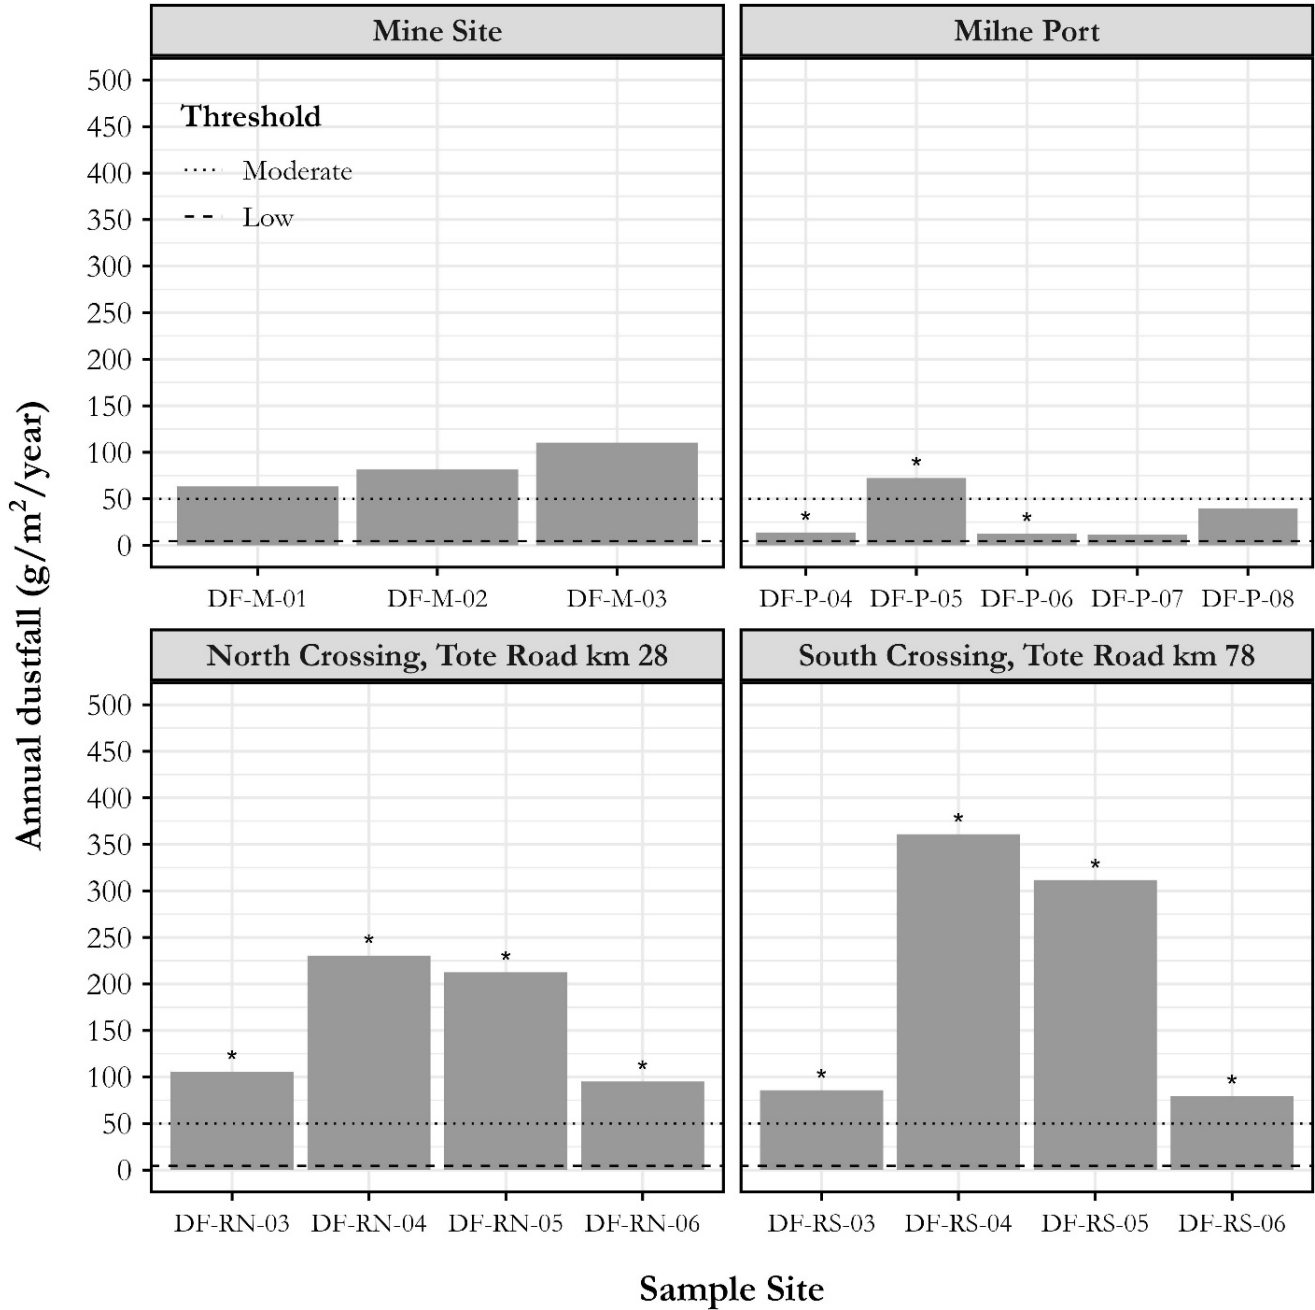 Annual dustfall (g/m²/year)
Mine Site
500
450
400
350
300
250
200
150
100
50
0
Threshold
Moderate
Low
DF-M-01 DF-M-02 DF-M-03
Milne Port
*
*
*
DF-P-04 DF-P-05 DF-P-06 DF-P-07 DF-P-08
North Crossing, Tote Road km 28
500
450
400
350
300
250
200
150
100
50
0
*
*
*
*
DF-RN-03 DF-RN-04 DF-RN-05 DF-RN-06
South Crossing, Tote Road km 78
*
*
*
*
DF-RS-03 DF-RS-04 DF-RS-05 DF-RS-06
Sample Site